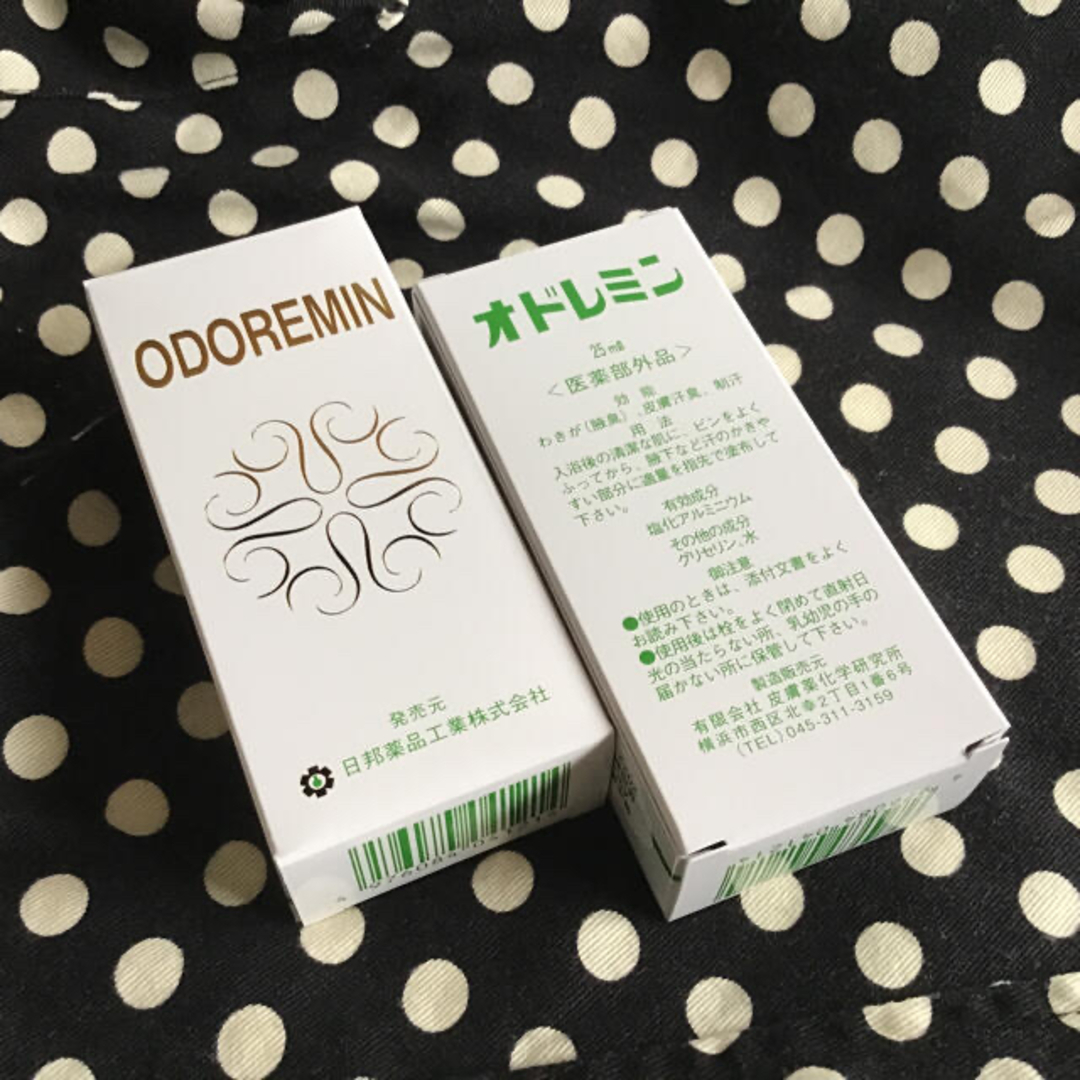 ODOREMIN
発売元
日邦薬品工業株式会社
オドレミン
25mℓ
<医薬部外品>
効 能
わきが(腋臭)、皮膚汗臭、制汗
用 法
入浴後の清潔な肌に、ビンをよく
ふってから、腋下など汗のかきや
すい部分に適量を指先で塗布して
下さい。
有効成分
塩化アルミニウム
その他の成分
グリセリン、水
御注意
●使用のときは、添付文書をよく
お読み下さい。
●使用後は栓をよく閉めて直射日
光の当たらない所、乳幼児の手の
届かない所に保管して下さい。
製造販売元
有限会社 皮膚薬化学研究所
横浜市西区北幸2丁目1番6号
(TEL)045-311-3159